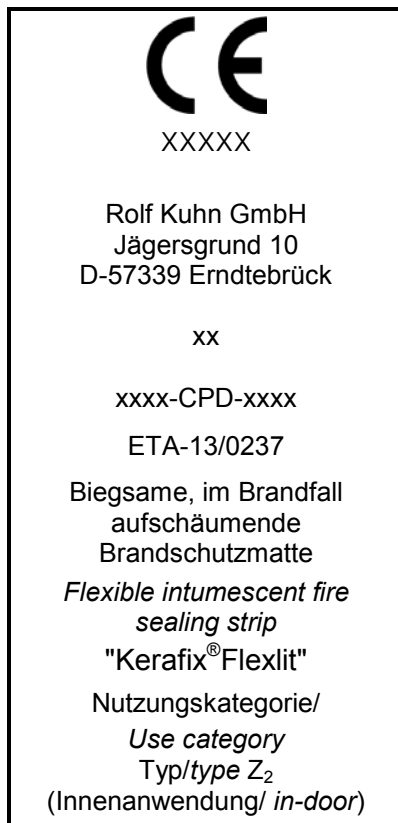 CE
XXXXX
Rolf Kuhn GmbH
Jägersgrund 10
D-57339 Erndtebrück
xx
xxxx-CPD-xxxx
ETA-13/0237
Biegsame, im Brandfall
aufschäumende
Brandschutzmatte
Flexible intumescent fire
sealing strip
"Kerafix®Flexlit"
Nutzungskategorie/
Use category
Typ/type Z₂
(Innenanwendung/ in-door)